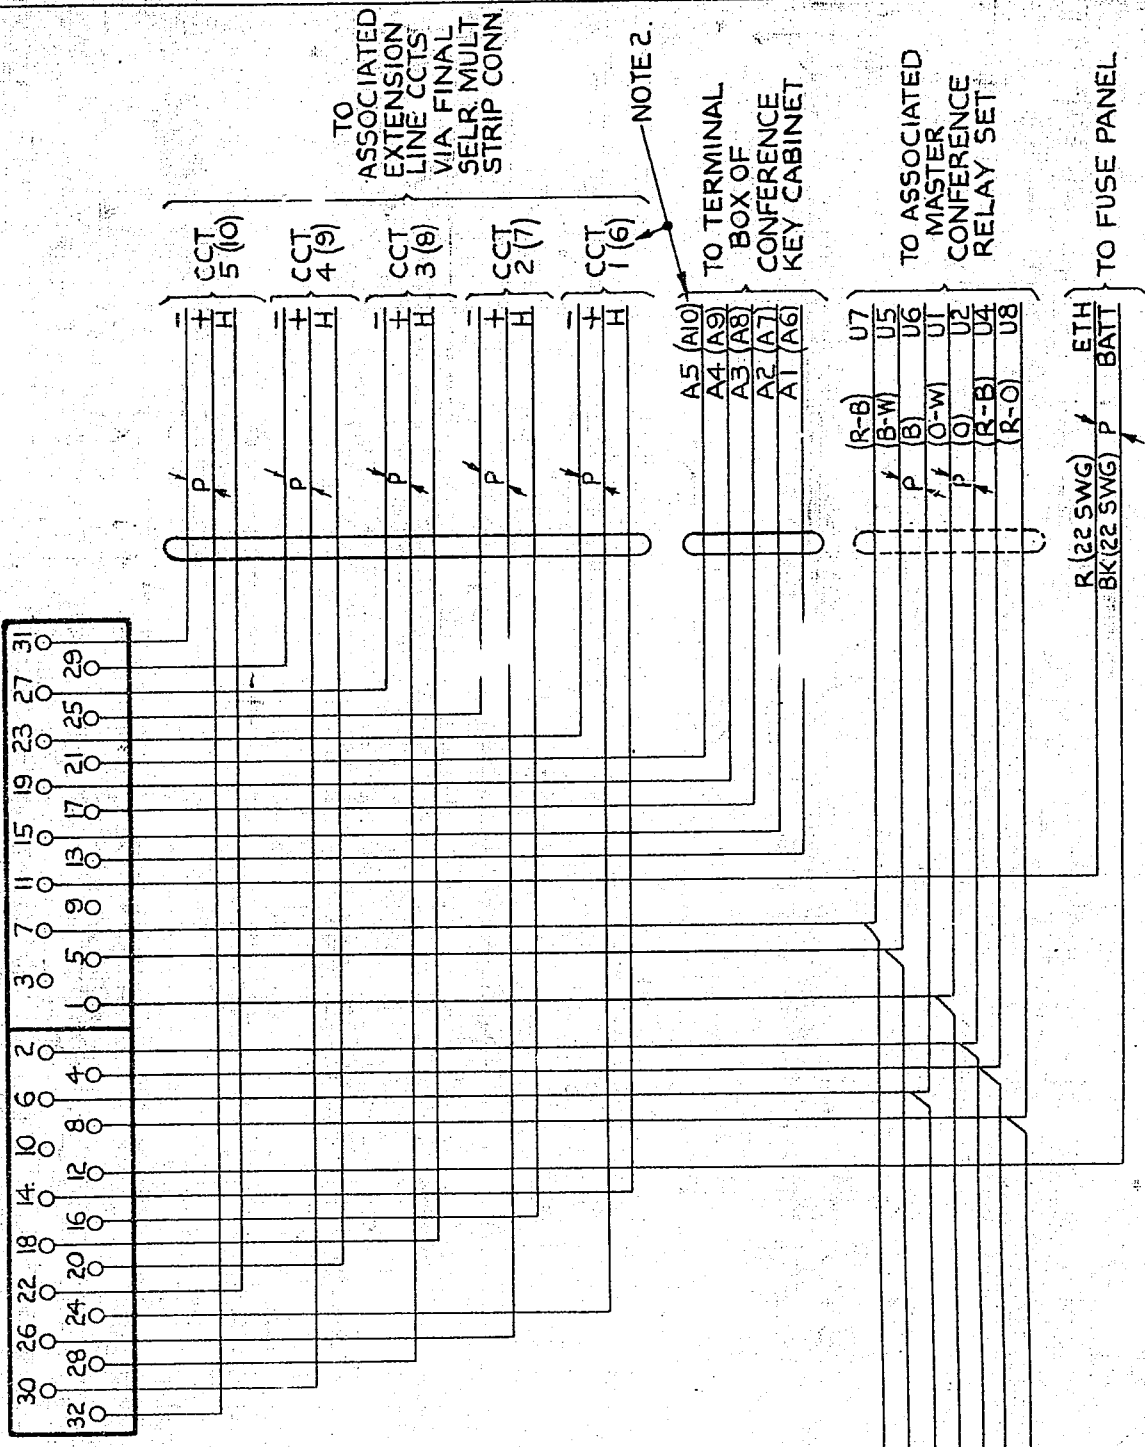 TO
ASSOCIATED
EXTENSION
LINE CCTS
VIA FINAL
SELR. MULT
STRIP CONN.
NOTE 2.
CCT
5 (10)
CCT
4 (9)
CCT
3 (8)
CCT
2 (7)
CCT
1 (6)
− + H
− + H
− + H
− + H
− + H
P
P
P
P
P
TO TERMINAL
BOX OF
CONFERENCE
KEY CABINET
A5 (A10)
A4 (A9)
A3 (A8)
A2 (A7)
A1 (A6)
TO ASSOCIATED
MASTER
CONFERENCE
RELAY SET
(R-B) U7
(B-W) U5
P (B) U6
(O-W) U1
P (O) U2
(R-B) U4
(R-O) U8
TO FUSE PANEL
R (22 SWG) ETH
BK (22 SWG) P BATT
31
29
27
25
23
21
19
17
15
13
11
9
7
5
3
1
2
4
6
8
10
12
14
16
18
20
22
24
26
28
30
32